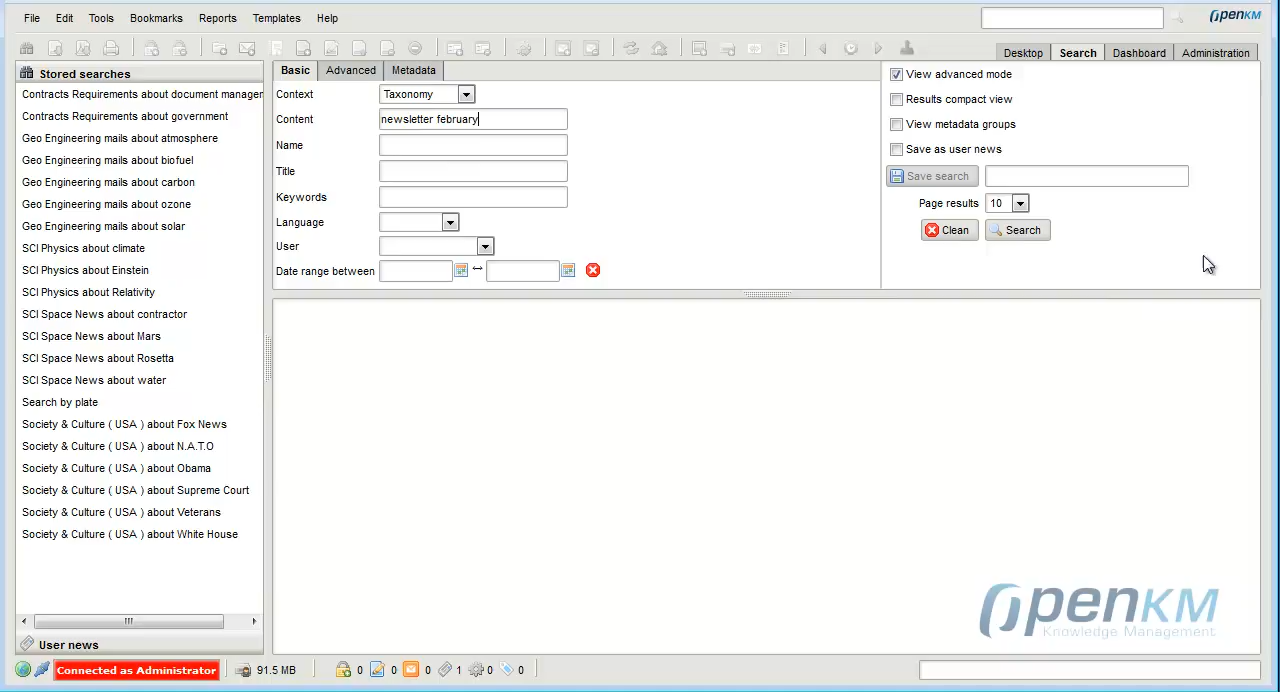 File Edit Tools Bookmarks Reports Templates Help
OPENKM
Desktop Search Dashboard Administration
Stored searches
Contracts Requirements about document manager
Contracts Requirements about government
Geo Engineering mails about atmosphere
Geo Engineering mails about biofuel
Geo Engineering mails about carbon
Geo Engineering mails about ozone
Geo Engineering mails about solar
SCI Physics about climate
SCI Physics about Einstein
SCI Physics about Relativity
SCI Space News about contractor
SCI Space News about Mars
SCI Space News about Rosetta
SCI Space News about water
Search by plate
Society & Culture ( USA ) about Fox News
Society & Culture ( USA ) about N.A.T.O
Society & Culture ( USA ) about Obama
Society & Culture ( USA ) about Supreme Court
Society & Culture ( USA ) about Veterans
Society & Culture ( USA ) about White House
User news
Basic Advanced Metadata
Context Taxonomy
Content newsletter february
Name
Title
Keywords
Language
User
Date range between
View advanced mode
Results compact view
View metadata groups
Save as user news
Save search
Page results 10
Clean Search
OPENKM
Knowledge Management
Connected as Administrator 91.5 MB 0 0 0 1 0 0